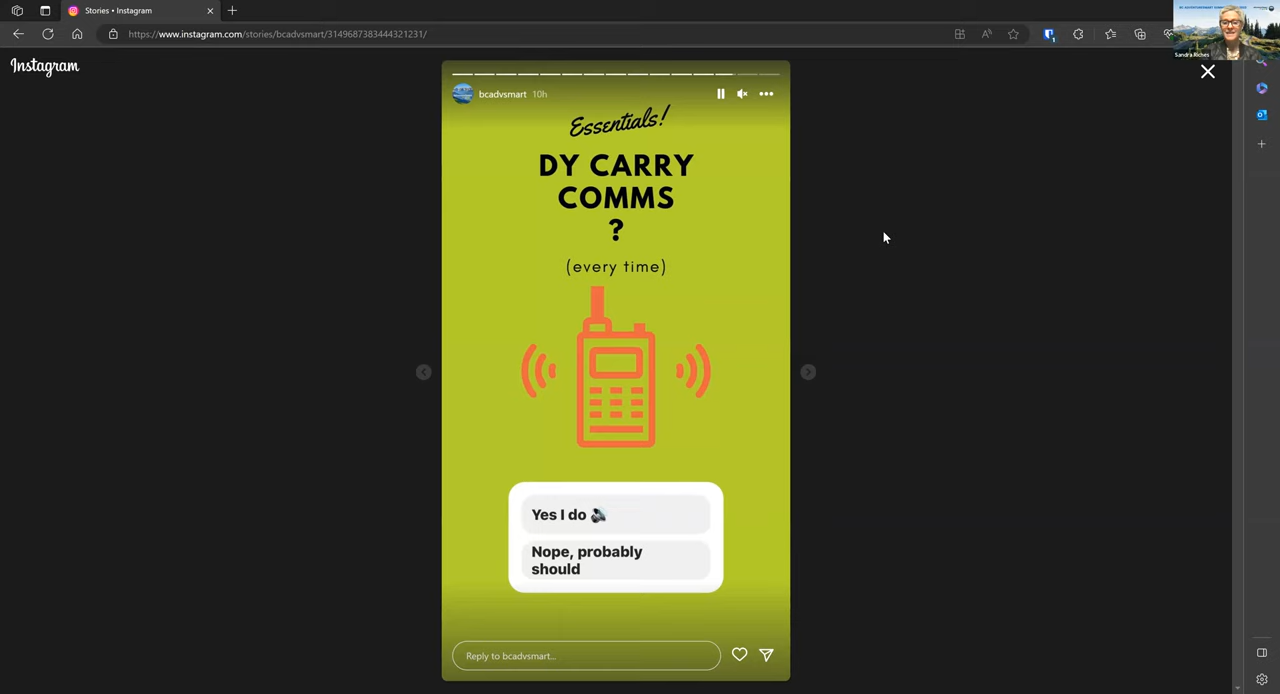 Stories • Instagram
https://www.instagram.com/stories/bcadvsmart/3149687383444321231/
Sandra Riches
Instagram
bcadvsmart 10h
Essentials!
DY CARRY
COMMS
?
(every time)
Yes I do 🔊
Nope, probably
should
Reply to bcadvsmart...